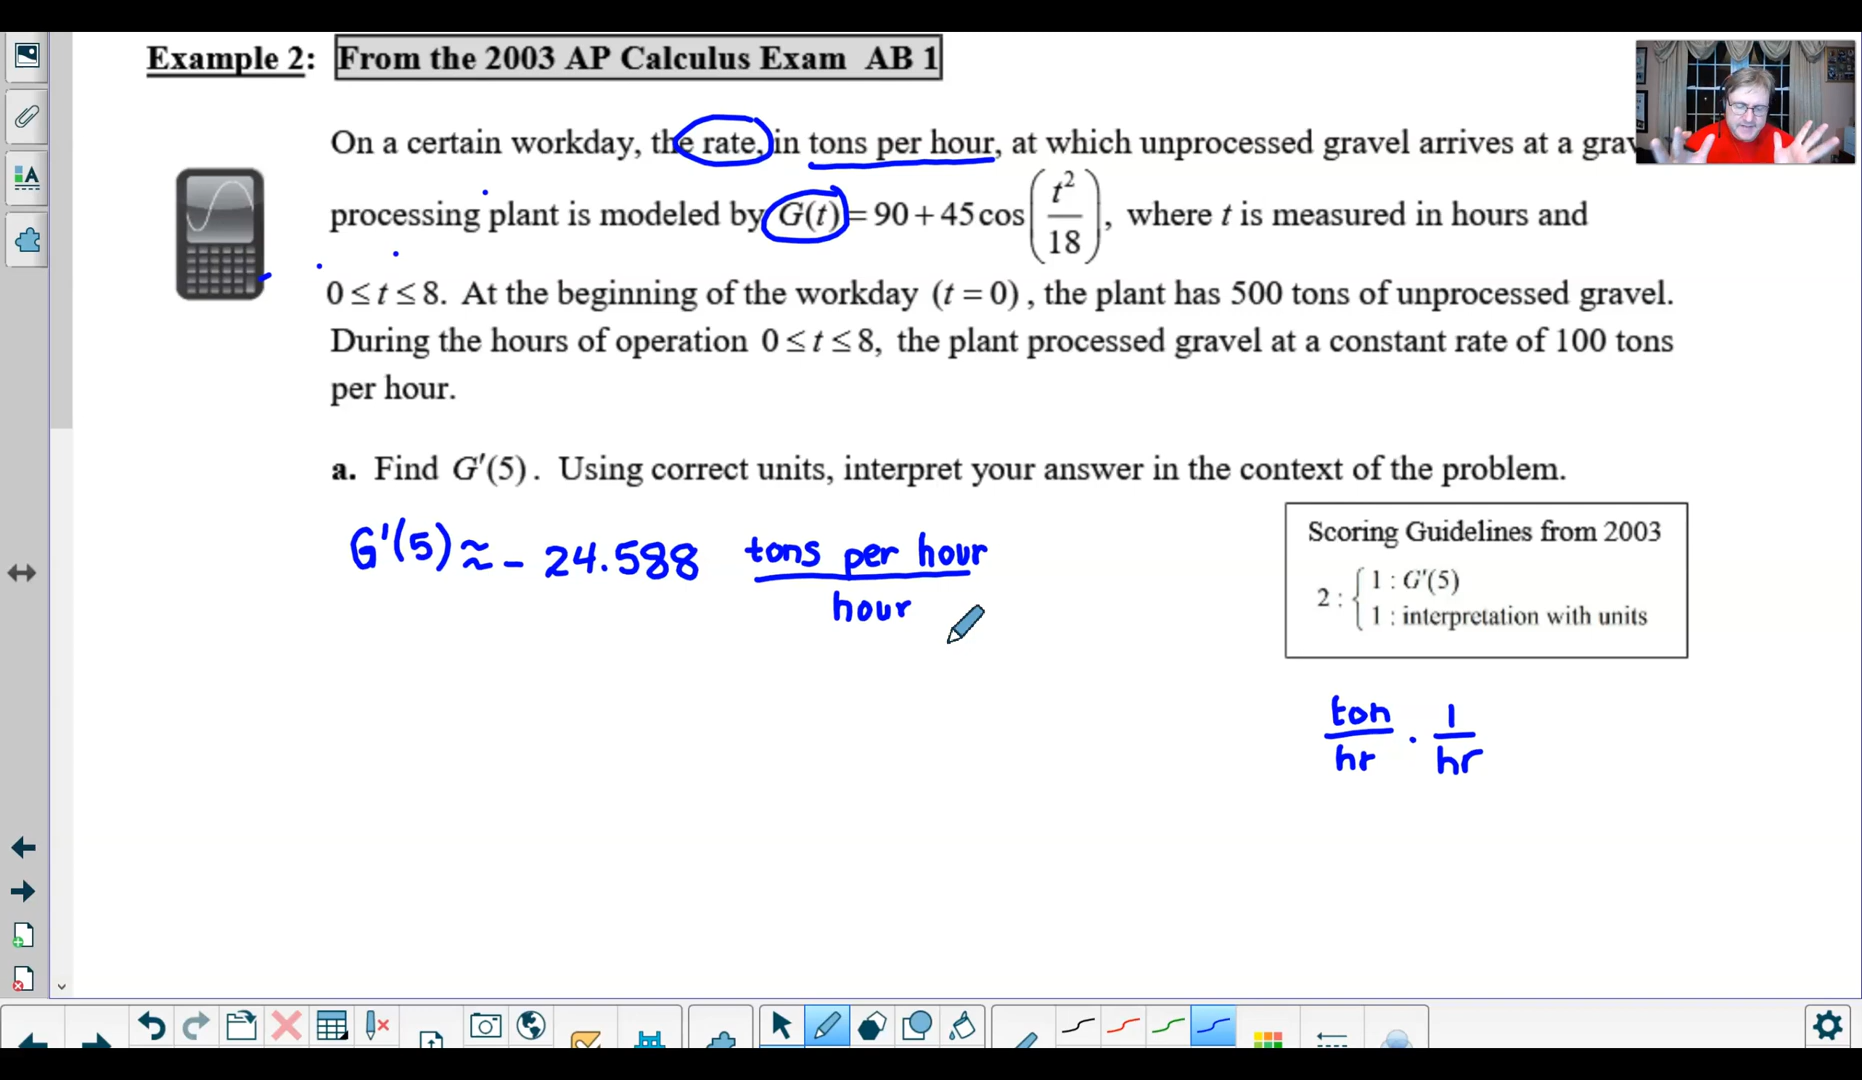 Example 2: From the 2003 AP Calculus Exam AB 1
On a certain workday, the rate, in tons per hour, at which unprocessed gravel arrives at a
processing plant is modeled by G(t) = 90 + 45 cos(t²/18), where t is measured in hours and
0 ≤ t ≤ 8. At the beginning of the workday (t = 0), the plant has 500 tons of unprocessed gravel.
During the hours of operation 0 ≤ t ≤ 8, the plant processed gravel at a constant rate of 100 tons
per hour.
a. Find G′(5). Using correct units, interpret your answer in the context of the problem.
G'(5) ≈ - 24.588 tons per hour / hour
Scoring Guidelines from 2003
2 : { 1 : G′(5)
1 : interpretation with units
ton/hr · 1/hr